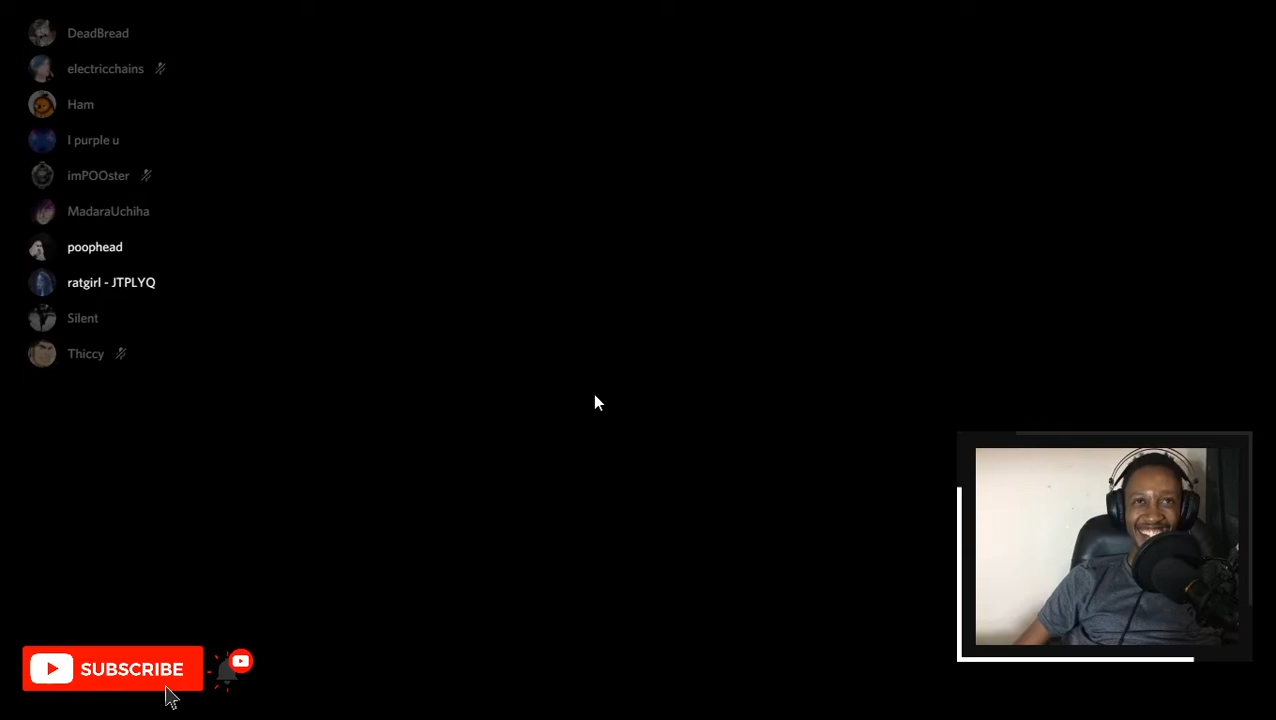 DeadBread
electricchains
Ham
I purple u
imPOOster
MadaraUchiha
poophead
ratgirl - JTPLYQ
Silent
Thiccy
SUBSCRIBE